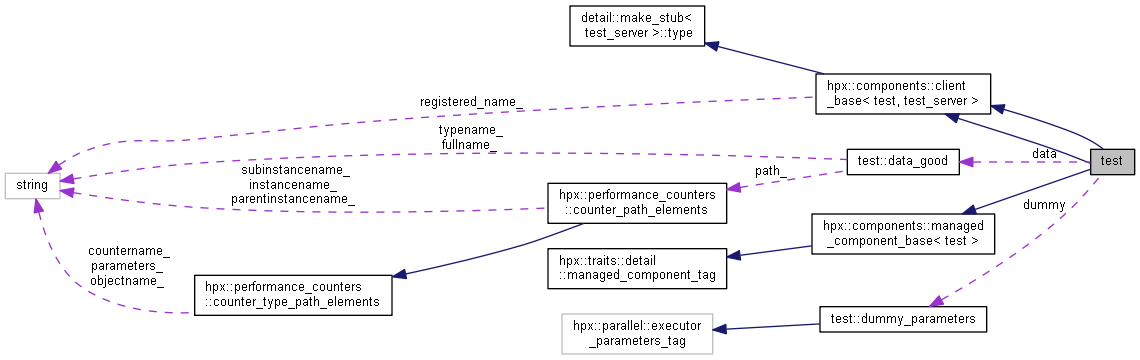 detail::make_stub<
test_server >::type
hpx::components::client
_base< test, test_server >
registered_name_
typename_
fullname_
test::data_good
data
test
string
subinstancename_
instancename_
parentinstancename_
path_
hpx::performance_counters
::counter_path_elements
dummy
hpx::components::managed
_component_base< test >
countername_
parameters_
objectname_
hpx::traits::detail
::managed_component_tag
hpx::performance_counters
::counter_type_path_elements
test::dummy_parameters
hpx::parallel::executor
_parameters_tag